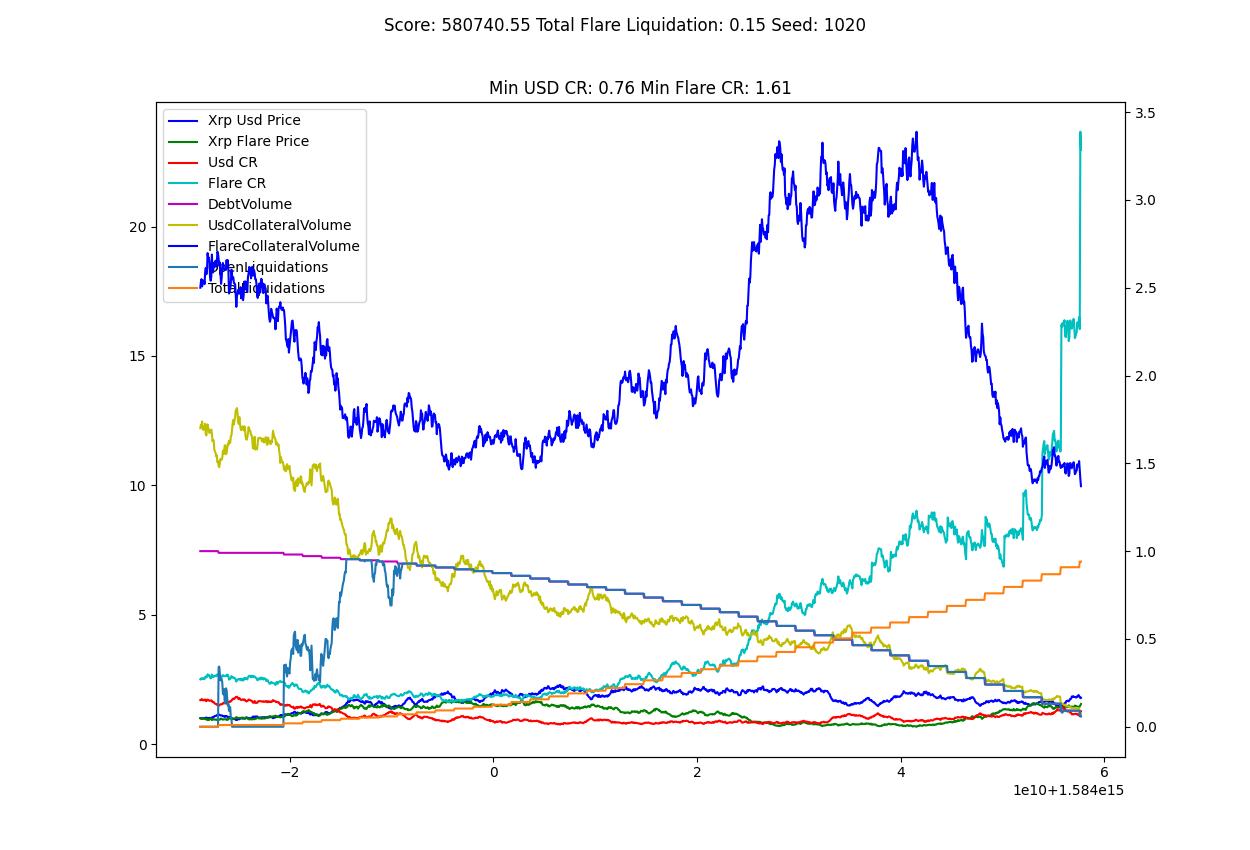 Score: 580740.55 Total Flare Liquidation: 0.15 Seed: 1020
Min USD CR: 0.76 Min Flare CR: 1.61
Xrp Usd Price
Xrp Flare Price
Usd CR
Flare CR
DebtVolume
UsdCollateralVolume
FlareCollateralVolume
OpenLiquidations
TotalLiquidations
20
15
10
5
0
3.5
3.0
2.5
2.0
1.5
1.0
0.5
0.0
−2
0
2
4
6
1e10+1.584e15